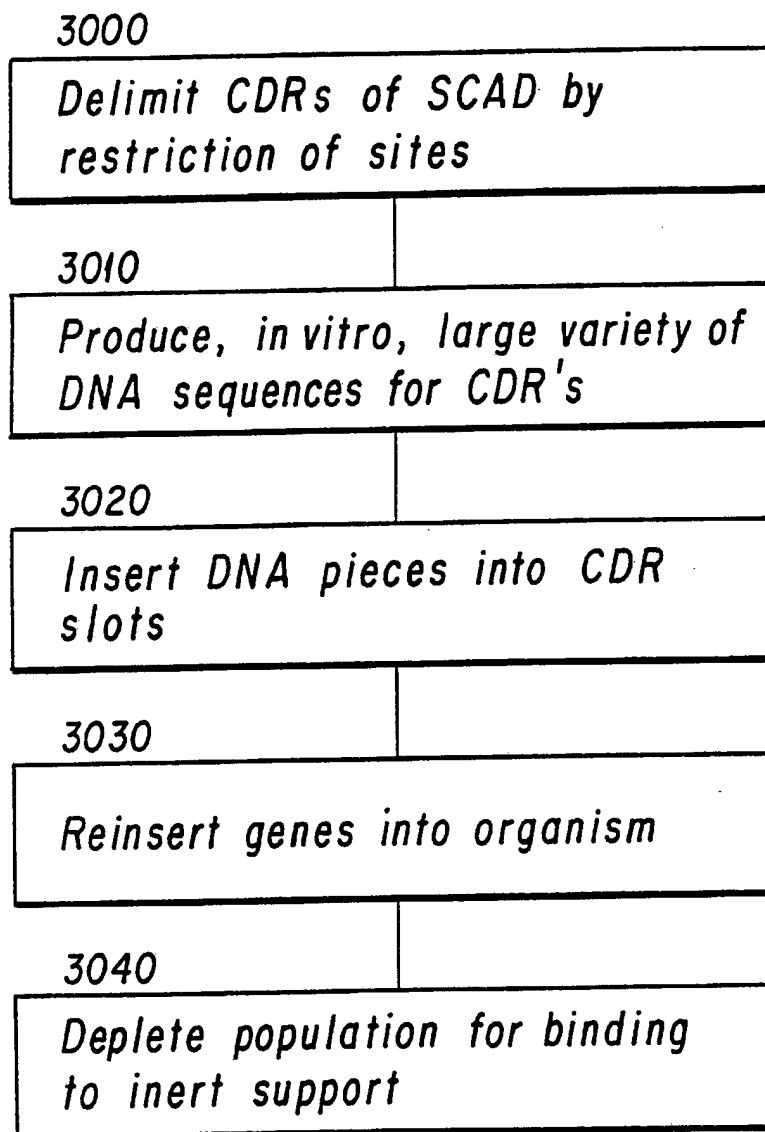 3000
Delimit CDRs of SCAD by
restriction of sites
3010
Produce, in vitro, large variety of
DNA sequences for CDR's
3020
Insert DNA pieces into CDR
slots
3030
Reinsert genes into organism
3040
Deplete population for binding
to inert support